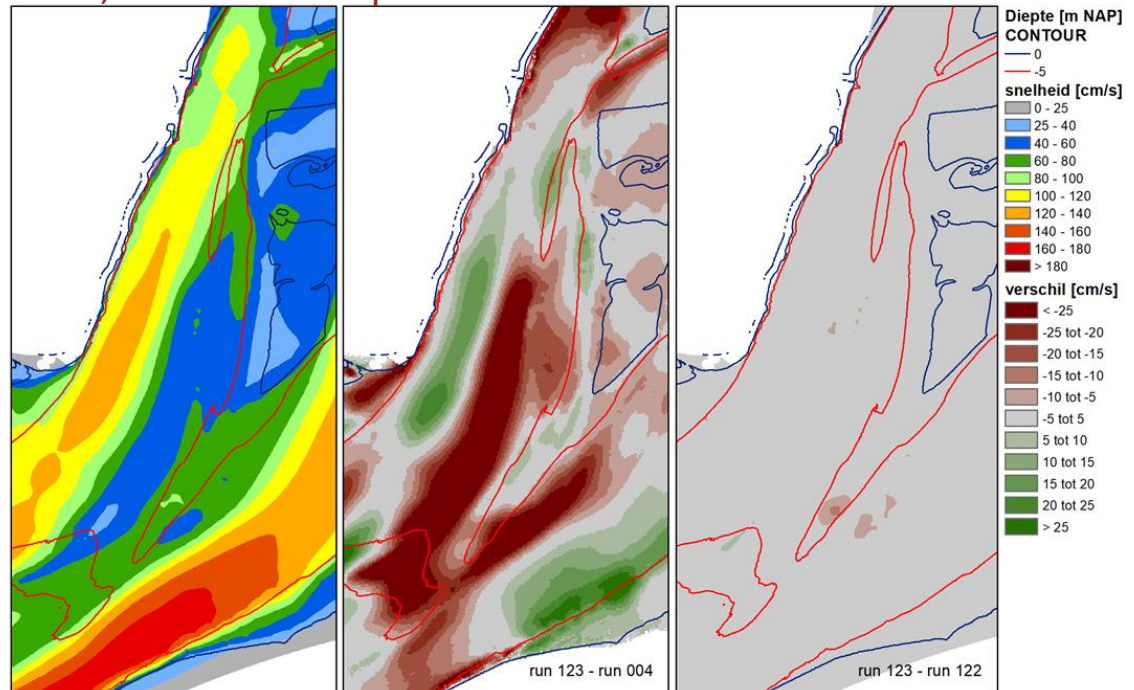 Diepte [m NAP]
CONTOUR
0
-5
snelheid [cm/s]
0 - 25
25 - 40
40 - 60
60 - 80
80 - 100
100 - 120
120 - 140
140 - 160
160 - 180
> 180
verschil [cm/s]
< -25
-25 tot -20
-20 tot -15
-15 tot -10
-10 tot -5
-5 tot 5
5 tot 10
10 tot 15
15 tot 20
20 tot 25
> 25
run 123 - run 004
run 123 - run 122